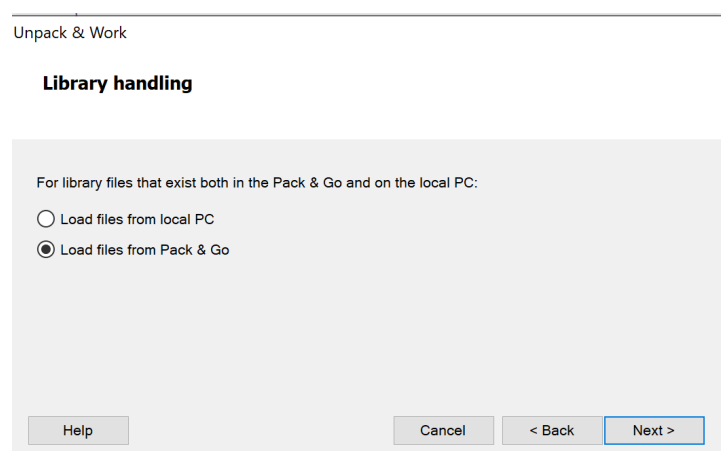 Unpack & Work
Library handling
For library files that exist both in the Pack & Go and on the local PC:
Load files from local PC
Load files from Pack & Go
Help
Cancel
< Back
Next >